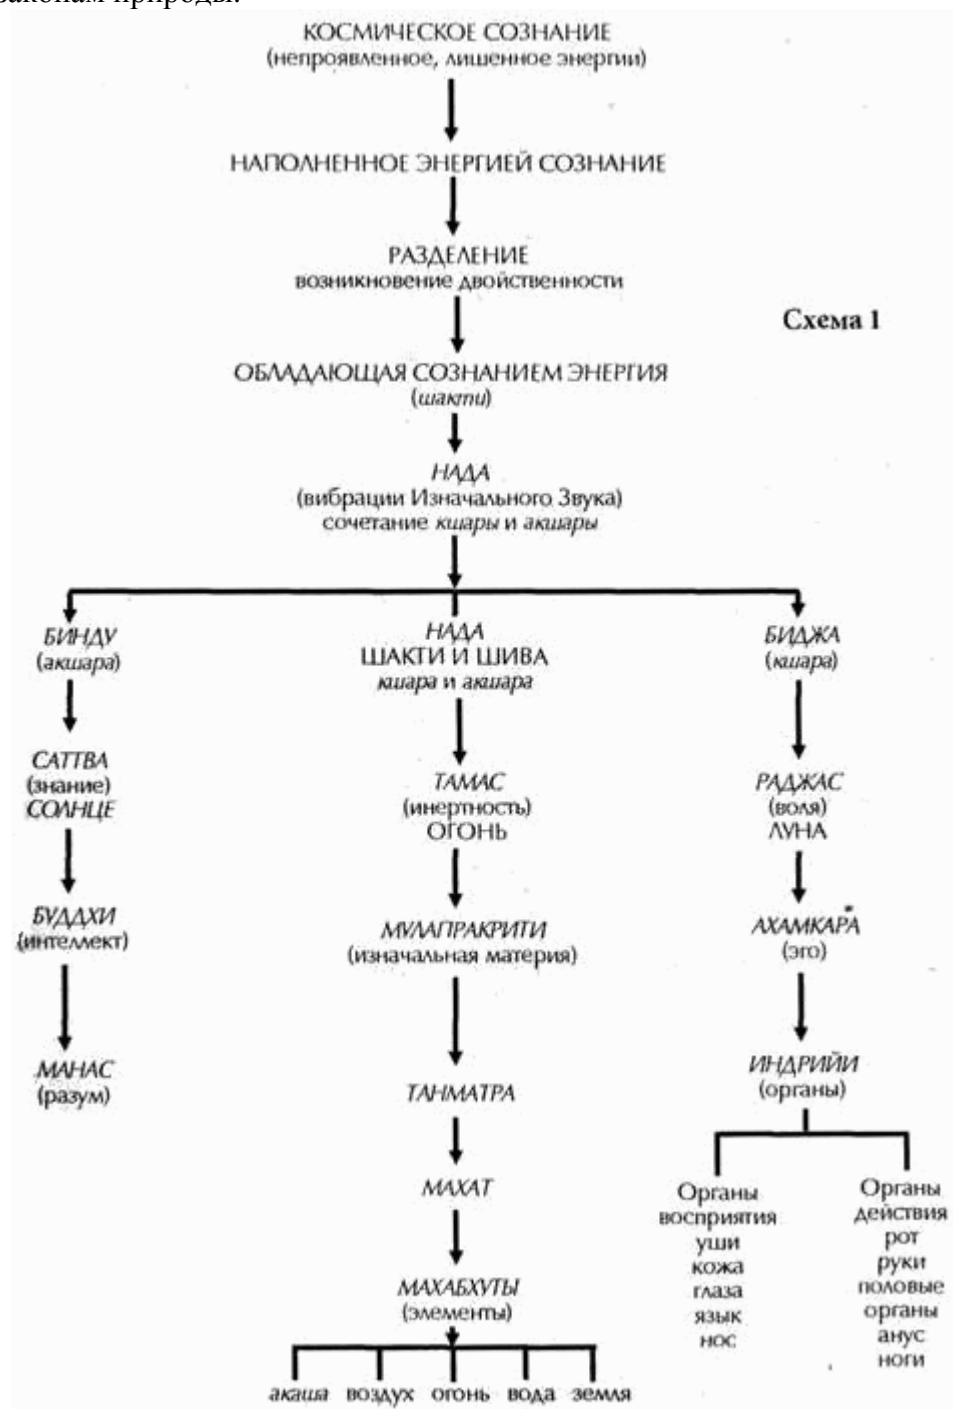 законам природы.
КОСМИЧЕСКОЕ СОЗНАНИЕ
(непроявленное, лишенное энергии)
НАПОЛНЕННОЕ ЭНЕРГИЕЙ СОЗНАНИЕ
РАЗДЕЛЕНИЕ
возникновение двойственности
Схема 1
ОБЛАДАЮЩАЯ СОЗНАНИЕМ ЭНЕРГИЯ
(шакти)
НАДА
(вибрации Изначального Звука)
сочетание кшары и акшары
БИНДУ
(акшара)
САТТВА
(знание)
СОЛНЦЕ
БУДДХИ
(интеллект)
МАНАС
(разум)
НАДА
ШАКТИ И ШИВА
кшара и акшара
ТАМАС
(инертность)
ОГОНЬ
МУЛАПРАКРИТИ
(изначальная материя)
ТАНМАТРА
МАХАТ
МАХАБХУТЫ
(элементы)
акаша воздух огонь вода земля
БИДЖА
(кшара)
РАДЖАС
(воля)
ЛУНА
АХАМКАРА
(эго)
ИНДРИЙИ
(органы)
Органы
восприятия
уши
кожа
глаза
язык
нос
Органы
действия
рот
руки
половые
органы
анус
ноги